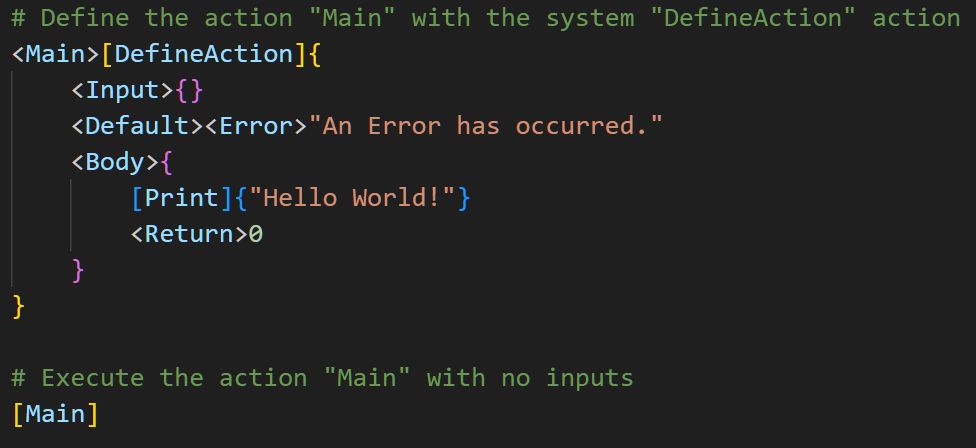 # Define the action "Main" with the system "DefineAction" action
<Main>[DefineAction]{
    <Input>{}
    <Default><Error>"An Error has occurred."
    <Body>{
        [Print]{"Hello World!"}
        <Return>0
    }
}

# Execute the action "Main" with no inputs
[Main]